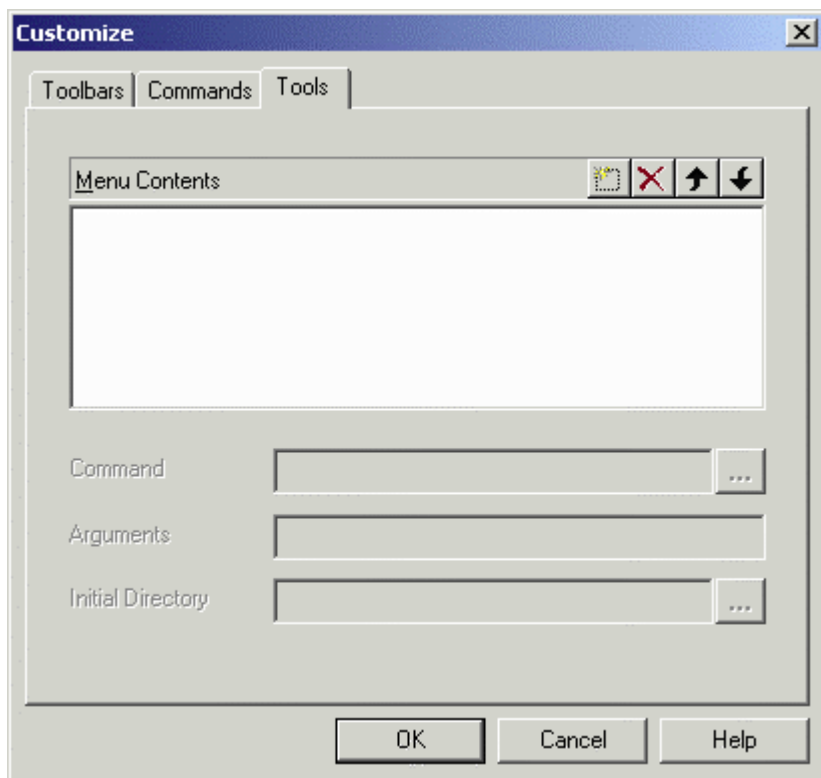 Customize
Toolbars Commands Tools
Menu Contents
Command ...
Arguments
Initial Directory ...
OK Cancel Help